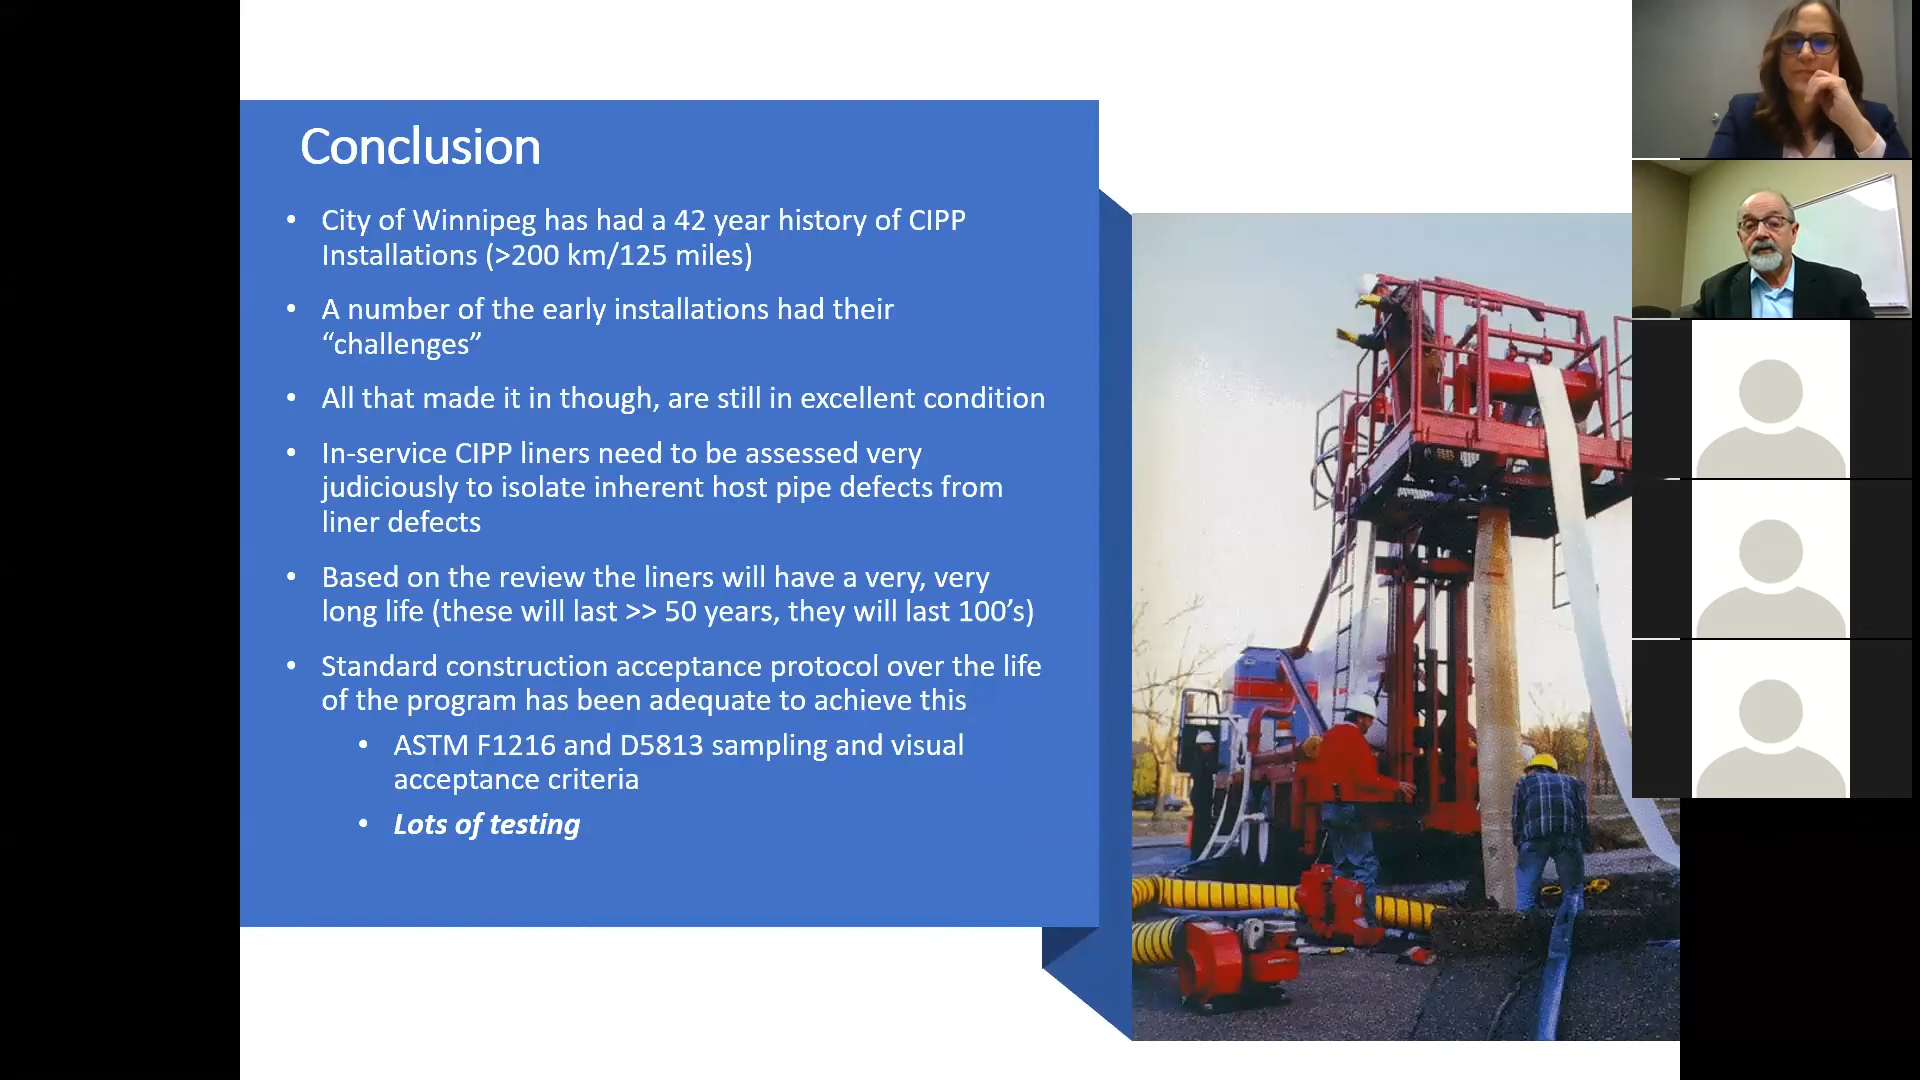 Conclusion
• City of Winnipeg has had a 42 year history of CIPP
Installations (>200 km/125 miles)
• A number of the early installations had their
“challenges”
• All that made it in though, are still in excellent condition
• In-service CIPP liners need to be assessed very
judiciously to isolate inherent host pipe defects from
liner defects
• Based on the review the liners will have a very, very
long life (these will last >> 50 years, they will last 100’s)
• Standard construction acceptance protocol over the life
of the program has been adequate to achieve this
• ASTM F1216 and D5813 sampling and visual
acceptance criteria
• Lots of testing